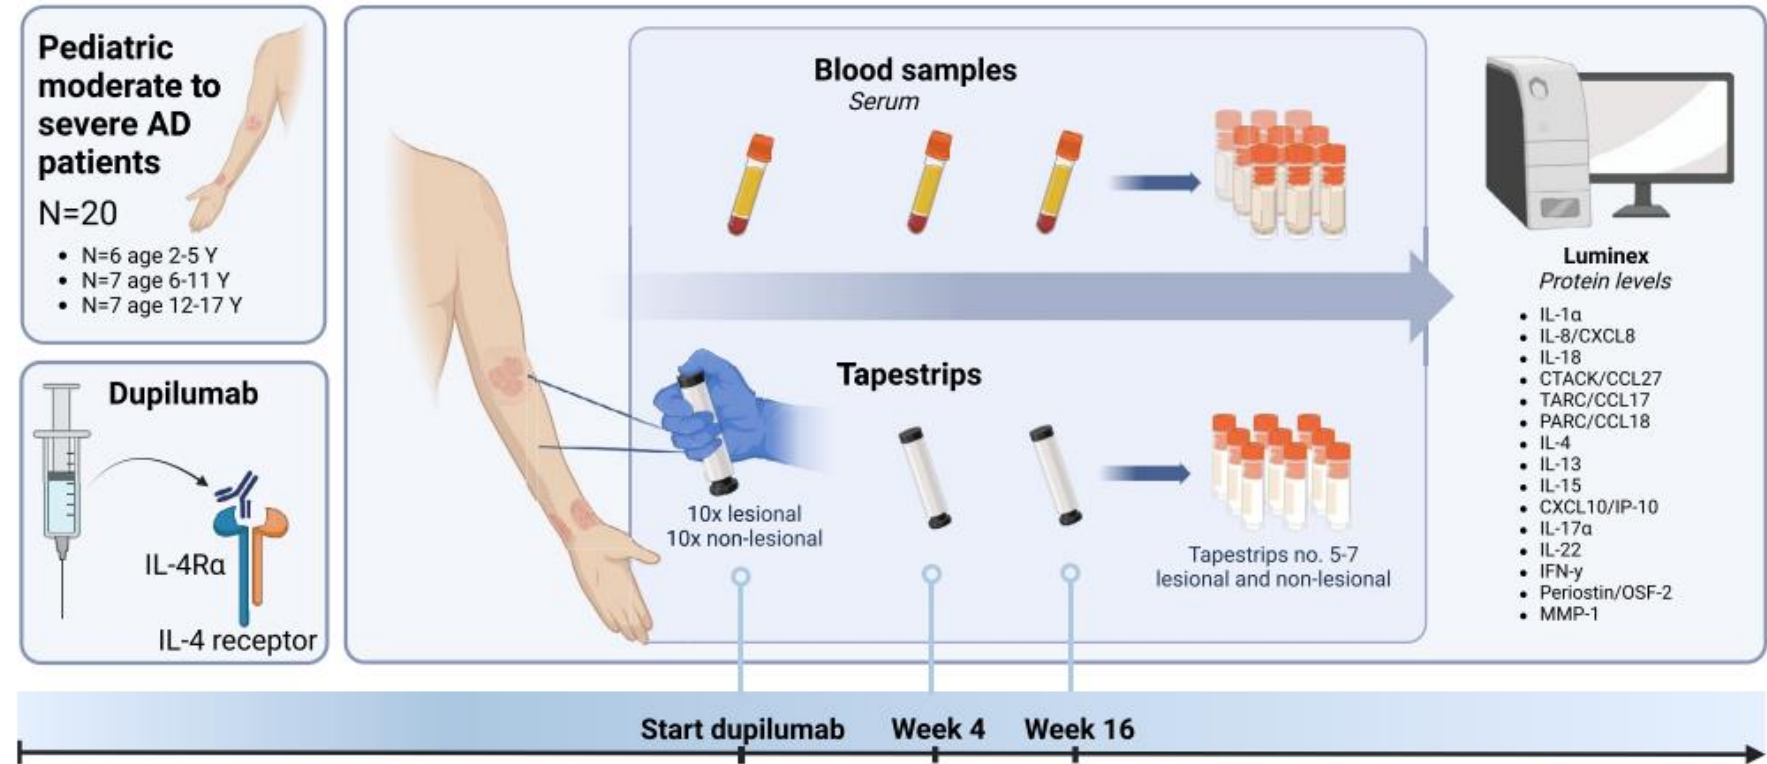 Pediatric
moderate to
severe AD
patients
N=20
• N=6 age 2-5 Y
• N=7 age 6-11 Y
• N=7 age 12-17 Y
Dupilumab
IL-4Rα
IL-4 receptor
Blood samples
Serum
Tapestrips
10x lesional
10x non-lesional
Tapestrips no. 5-7
lesional and non-lesional
Luminex
Protein levels
• IL-1α
• IL-8/CXCL8
• IL-18
• CTACK/CCL27
• TARC/CCL17
• PARC/CCL18
• IL-4
• IL-13
• IL-15
• CXCL10/IP-10
• IL-17α
• IL-22
• IFN-γ
• Periostin/OSF-2
• MMP-1
Start dupilumab
Week 4
Week 16